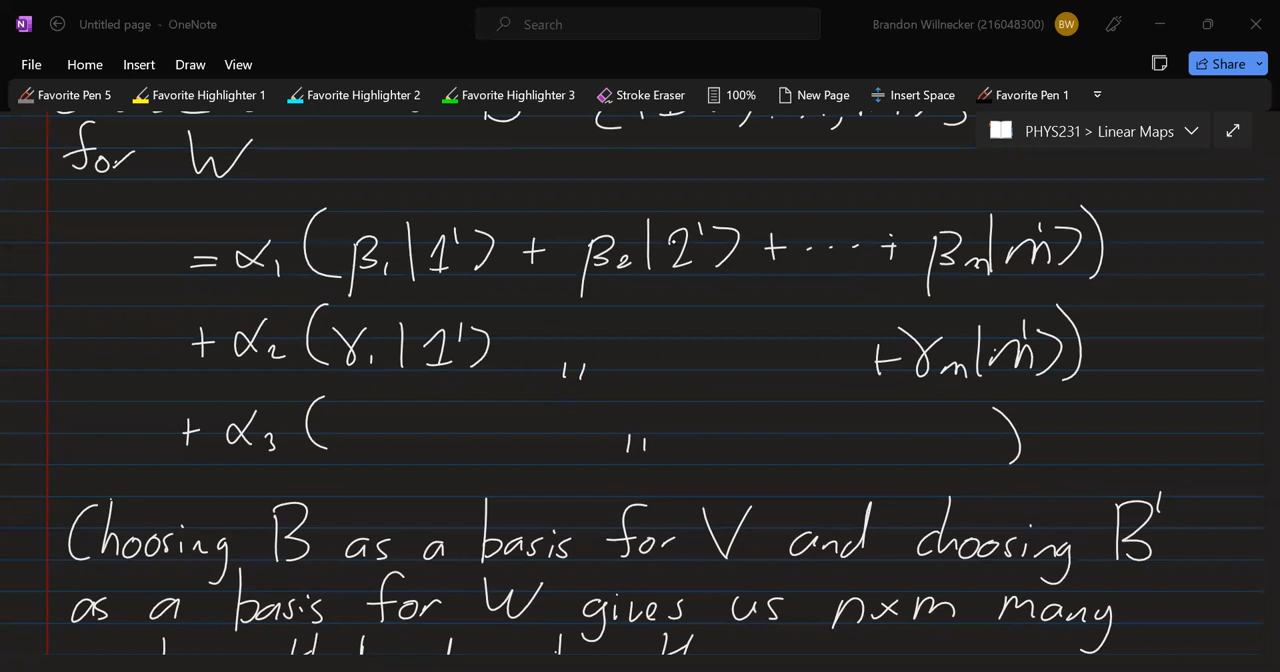 Untitled page - OneNote
Search
Brandon Willnecker (216048300) BW
File Home Insert Draw View
Share
Favorite Pen 5 Favorite Highlighter 1 Favorite Highlighter 2 Favorite Highlighter 3 Stroke Eraser 100% New Page Insert Space Favorite Pen 1
PHYS231 > Linear Maps
for W
= α₁ (β₁|1'⟩ + β₂|2'⟩ + ⋯ + βₘ|m'⟩)
+ α₂ (γ₁|1'⟩ " + γₘ|m'⟩)
+ α₃ ( " )
Choosing B as a basis for V and choosing B'
as a basis for W gives us n×m many